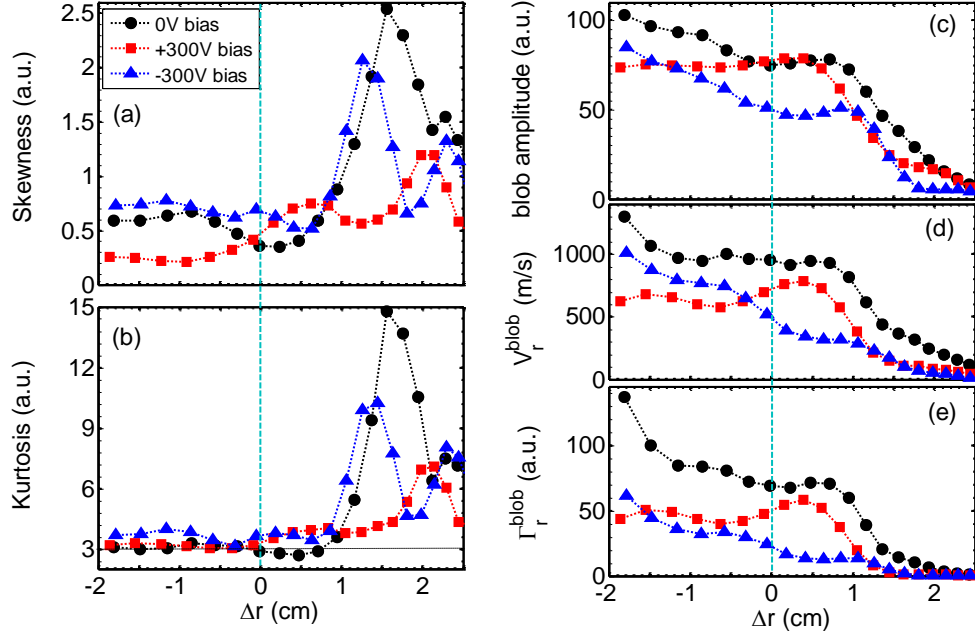 0V bias
+300V bias
-300V bias
(a)
Skewness (a.u.)
0
0.5
1
1.5
2
2.5
(b)
Kurtosis (a.u.)
3
6
9
12
15
-2 -1 0 1 2
Δr (cm)
(c)
blob amplitude (a.u.)
0
50
100
(d)
V_r^blob (m/s)
0
500
1000
(e)
Γ_r^blob (a.u.)
0
50
100
-2 -1 0 1 2
Δr (cm)